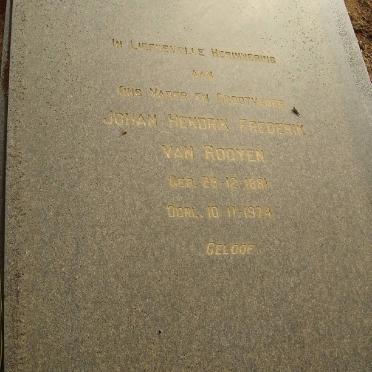 IN LIEFDEVOLLE HERINNERING
AAN
ONS VADER EN GROOTVADER
JOHAN HENDRIK FREDERIK
VAN ROOYEN
GEB. 12 1881
OORL. 10 11 1974
GELOOF